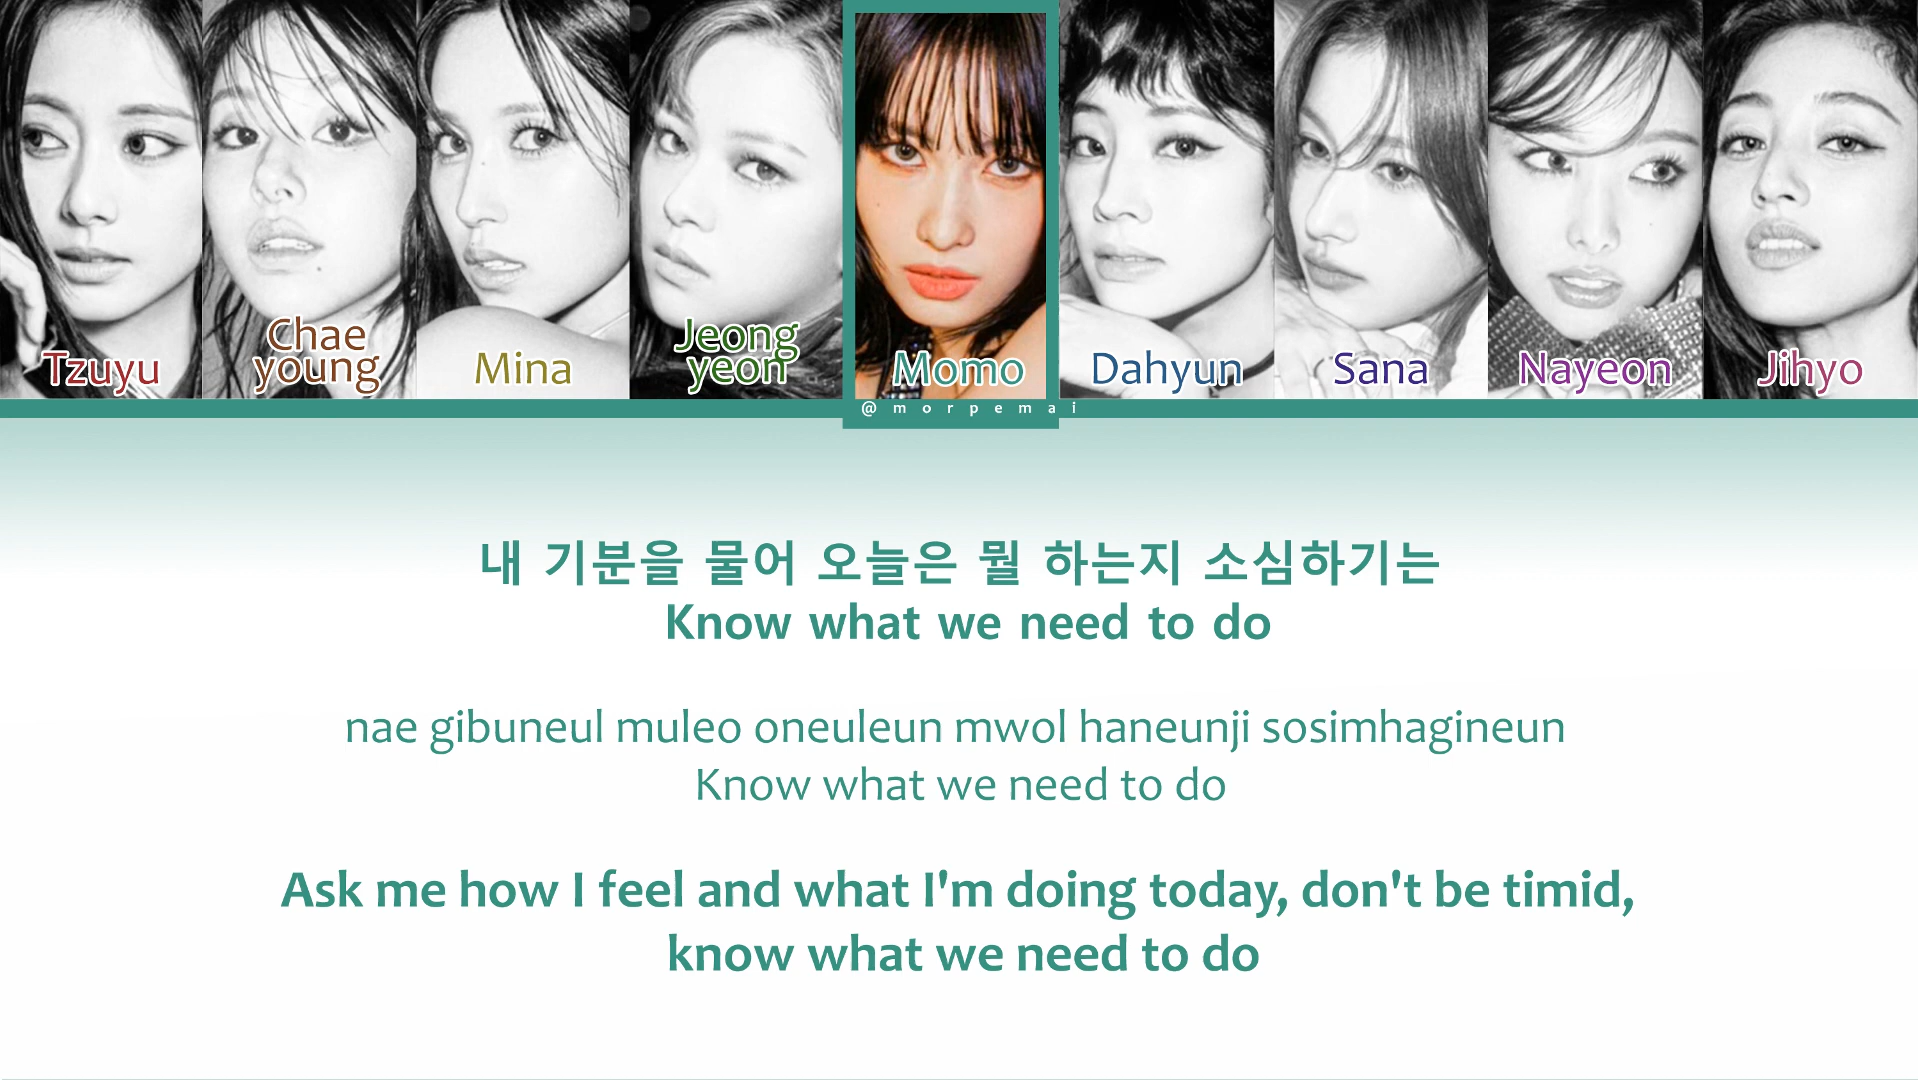 Tzuyu
Chae
young
Mina
Jeong
yeon
Momo
Dahyun
Sana
Nayeon
Jihyo
@morpemai
내 기분을 물어 오늘은 뭘 하는지 소심하기는
Know what we need to do
nae gibuneul muleo oneuleun mwol haneunji sosimhagineun
Know what we need to do
Ask me how I feel and what I'm doing today, don't be timid,
know what we need to do